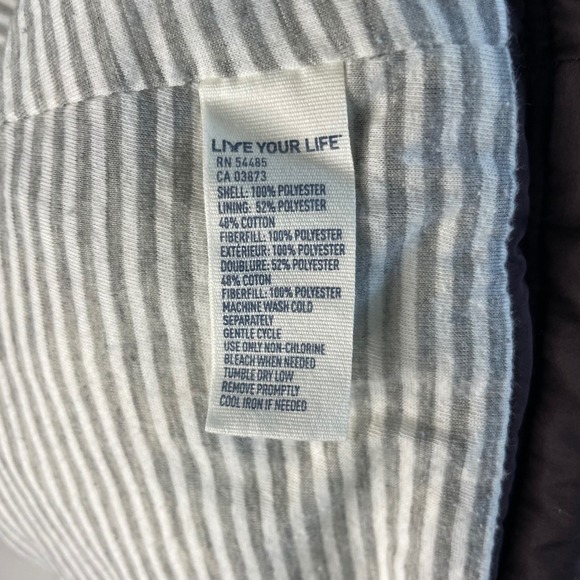 LIVE YOUR LIFE™
RN 54485
CA 03873
SHELL: 100% POLYESTER
LINING: 52% POLYESTER
48% COTTON
FIBERFILL: 100% POLYESTER
EXTÉRIEUR: 100% POLYESTER
DOUBLURE: 52% POLYESTER
48% COTON
FIBERFILL: 100% POLYESTER
MACHINE WASH COLD
SEPARATELY
GENTLE CYCLE
USE ONLY NON-CHLORINE
BLEACH WHEN NEEDED
TUMBLE DRY LOW
REMOVE PROMPTLY
COOL IRON IF NEEDED